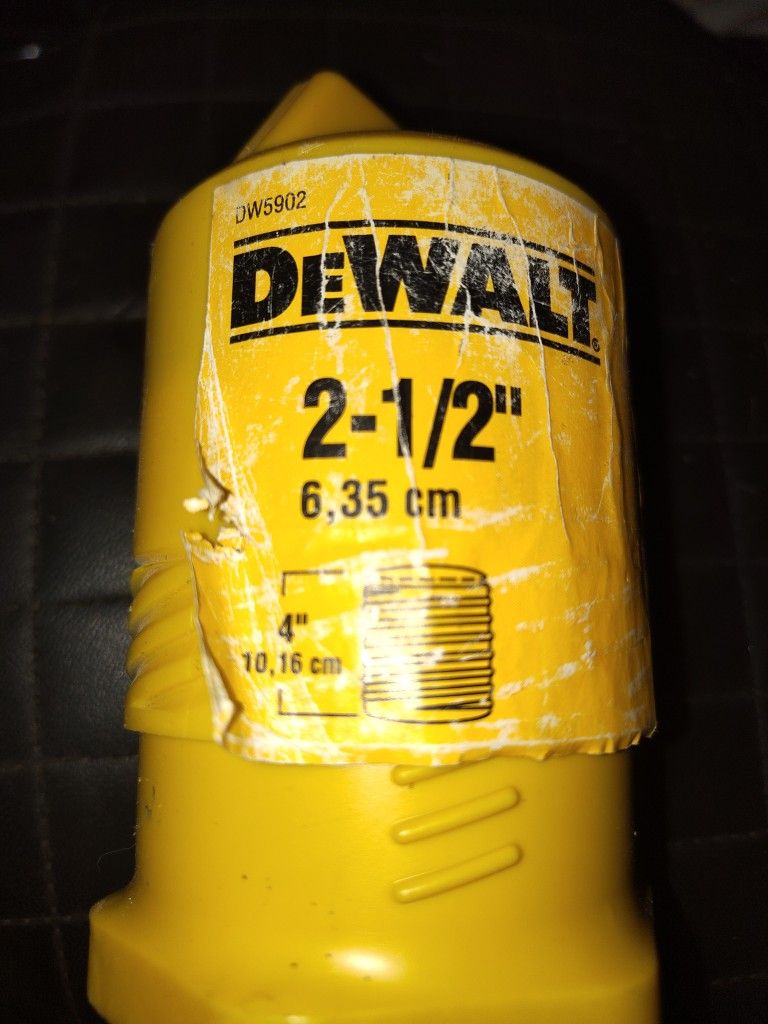 DW5902
DEWALT®
2-1/2"
6,35 cm
4"
10,16 cm